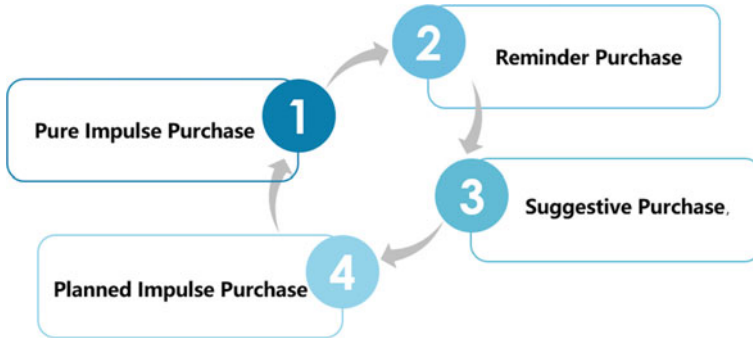 1
Pure Impulse Purchase
2
Reminder Purchase
3
Suggestive Purchase,
4
Planned Impulse Purchase